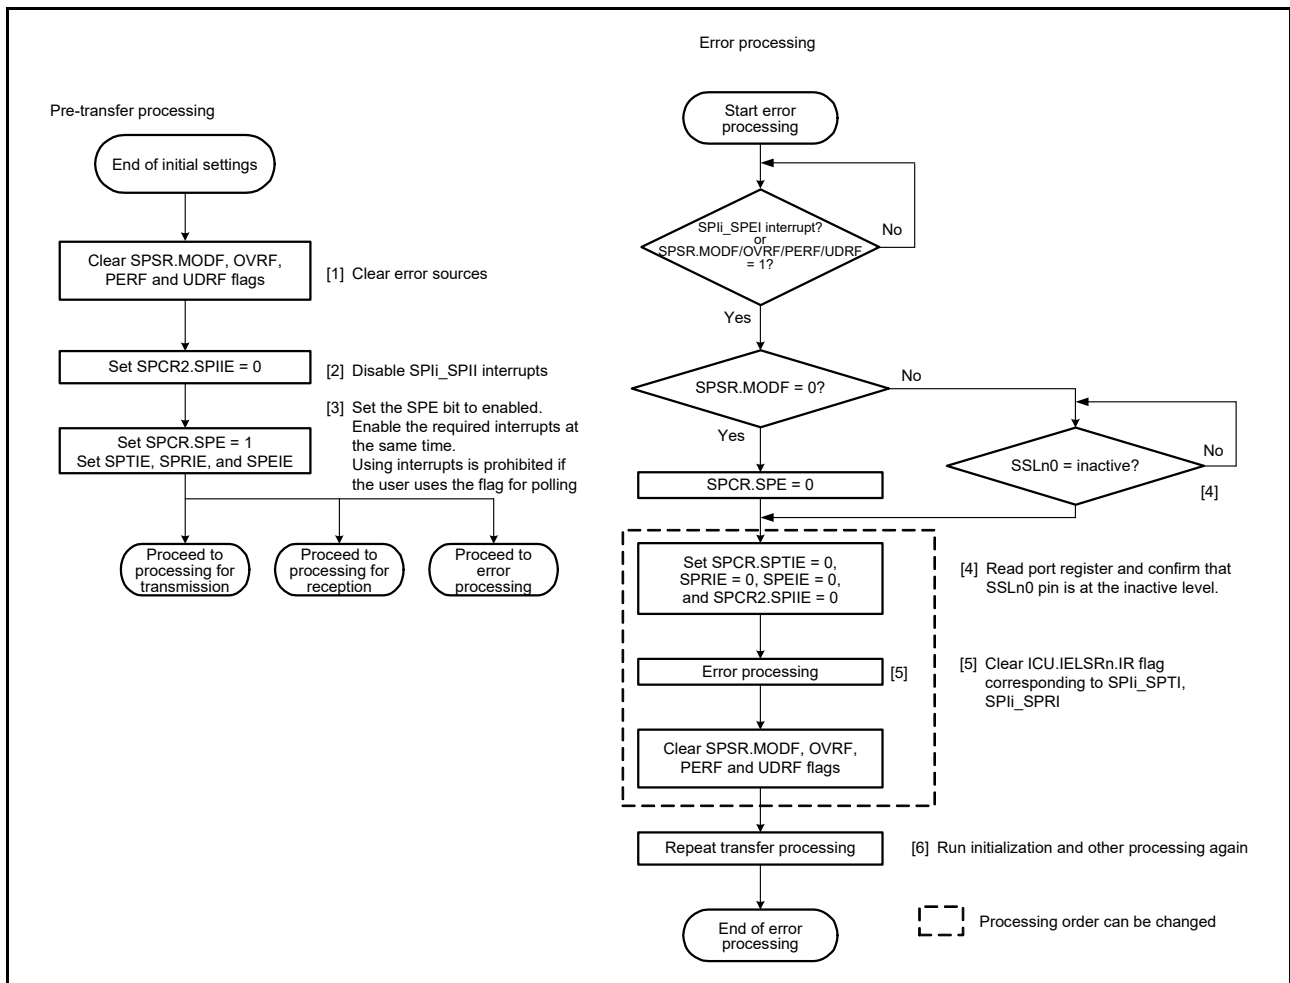 Error processing
Pre-transfer processing
End of initial settings
Clear SPSR.MODF, OVRF,
PERF and UDRF flags
[1] Clear error sources
Set SPCR2.SPIIE = 0
[2] Disable SPIi_SPII interrupts
Set SPCR.SPE = 1
Set SPTIE, SPRIE, and SPEIE
[3] Set the SPE bit to enabled.
Enable the required interrupts at
the same time.
Using interrupts is prohibited if
the user uses the flag for polling
Proceed to
processing for
transmission
Proceed to
processing for
reception
Proceed to
error
processing
Start error
processing
SPIi_SPEI interrupt?
or
SPSR.MODF/OVRF/PERF/UDRF
= 1?
No
Yes
SPSR.MODF = 0?
No
Yes
SSLn0 = inactive?
No
[4]
SPCR.SPE = 0
Set SPCR.SPTIE = 0,
SPRIE = 0, SPEIE = 0,
and SPCR2.SPIIE = 0
[4] Read port register and confirm that
SSLn0 pin is at the inactive level.
Error processing
[5]
[5] Clear ICU.IELSRn.IR flag
corresponding to SPIi_SPTI,
SPIi_SPRI
Clear SPSR.MODF, OVRF,
PERF and UDRF flags
Repeat transfer processing
[6] Run initialization and other processing again
End of error
processing
Processing order can be changed